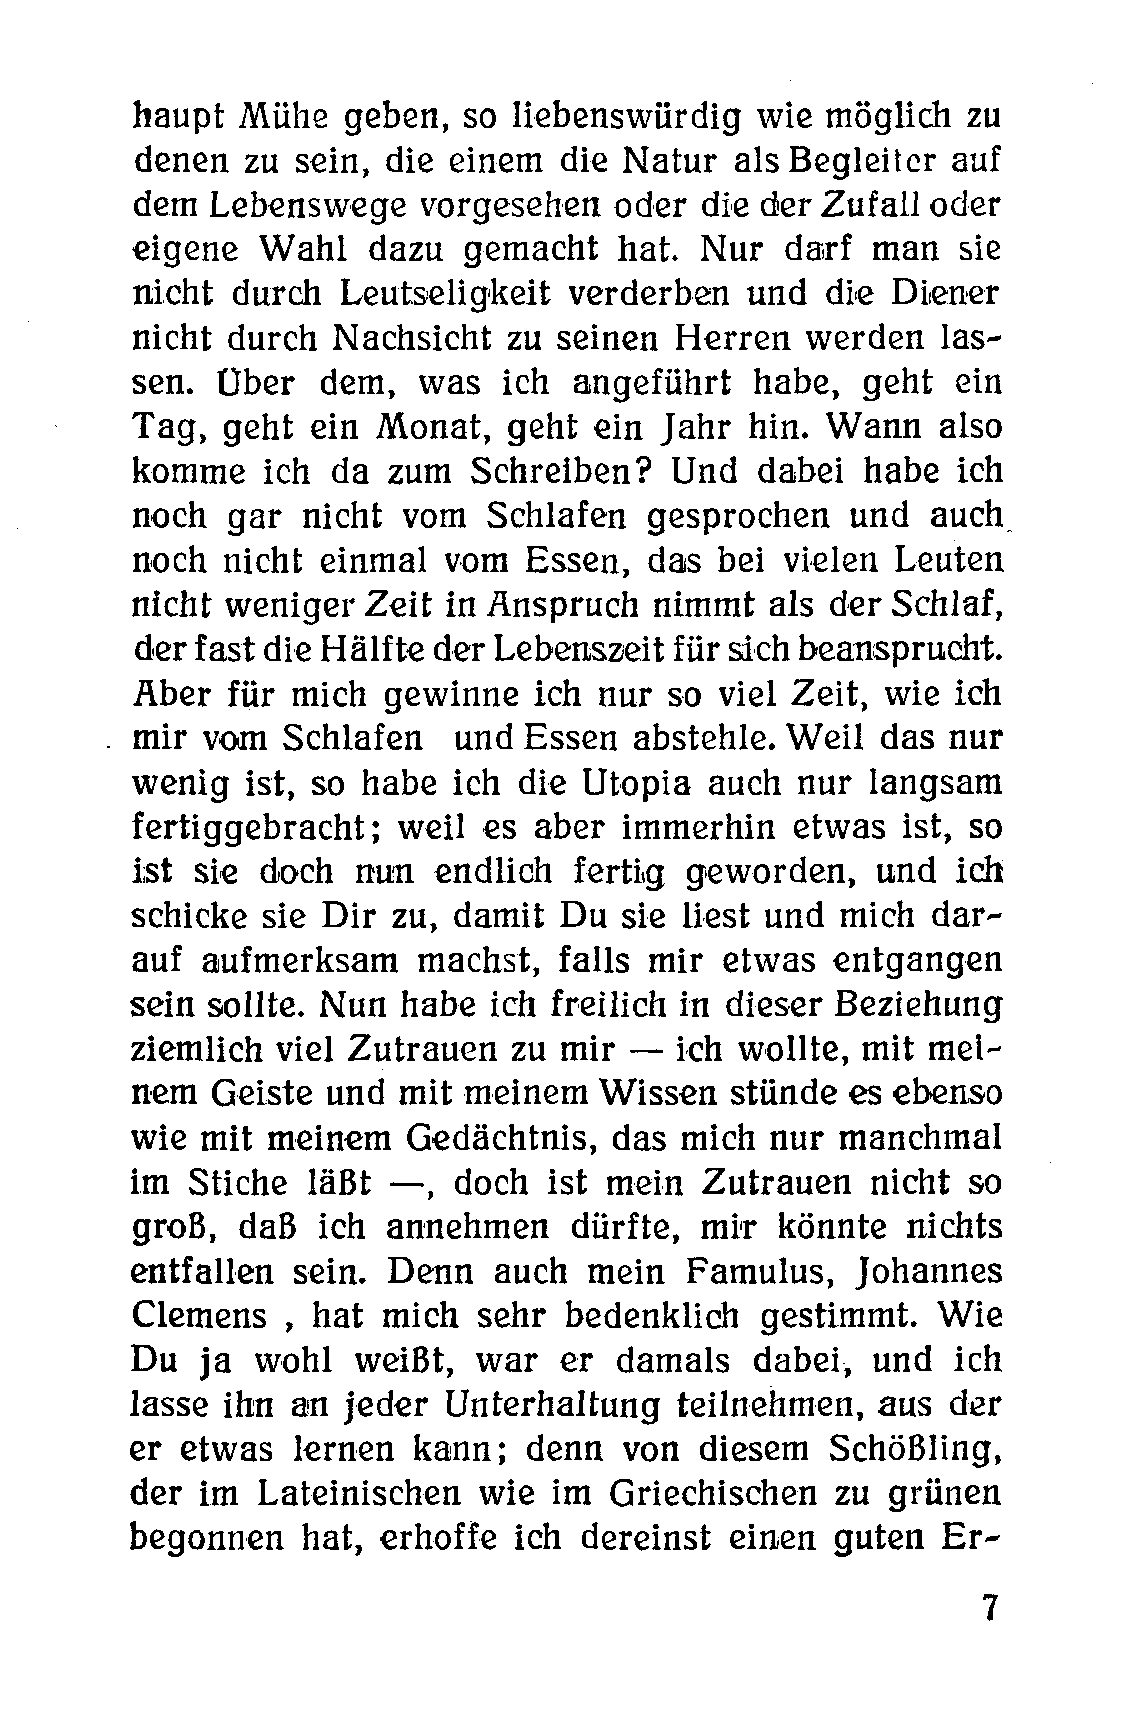 haupt Mühe geben, so liebenswürdig wie möglich zu
denen zu sein, die einem die Natur als Begleiter auf
dem Lebenswege vorgesehen oder die der Zufall oder
eigene Wahl dazu gemacht hat. Nur darf man sie
nicht durch Leutseligkeit verderben und die Diener
nicht durch Nachsicht zu seinen Herren werden las-
sen. Über dem, was ich angeführt habe, geht ein
Tag, geht ein Monat, geht ein Jahr hin. Wann also
komme ich da zum Schreiben? Und dabei habe ich
noch gar nicht vom Schlafen gesprochen und auch
noch nicht einmal vom Essen, das bei vielen Leuten
nicht weniger Zeit in Anspruch nimmt als der Schlaf,
der fast die Hälfte der Lebenszeit für sich beansprucht.
Aber für mich gewinne ich nur so viel Zeit, wie ich
mir vom Schlafen und Essen abstehle. Weil das nur
wenig ist, so habe ich die Utopia auch nur langsam
fertiggebracht; weil es aber immerhin etwas ist, so
ist sie doch nun endlich fertig geworden, und ich
schicke sie Dir zu, damit Du sie liest und mich dar-
auf aufmerksam machst, falls mir etwas entgangen
sein sollte. Nun habe ich freilich in dieser Beziehung
ziemlich viel Zutrauen zu mir — ich wollte, mit mei-
nem Geiste und mit meinem Wissen stünde es ebenso
wie mit meinem Gedächtnis, das mich nur manchmal
im Stiche läßt —, doch ist mein Zutrauen nicht so
groß, daß ich annehmen dürfte, mir könnte nichts
entfallen sein. Denn auch mein Famulus, Johannes
Clemens , hat mich sehr bedenklich gestimmt. Wie
Du ja wohl weißt, war er damals dabei, und ich
lasse ihn an jeder Unterhaltung teilnehmen, aus der
er etwas lernen kann; denn von diesem Schößling,
der im Lateinischen wie im Griechischen zu grünen
begonnen hat, erhoffe ich dereinst einen guten Er-
7